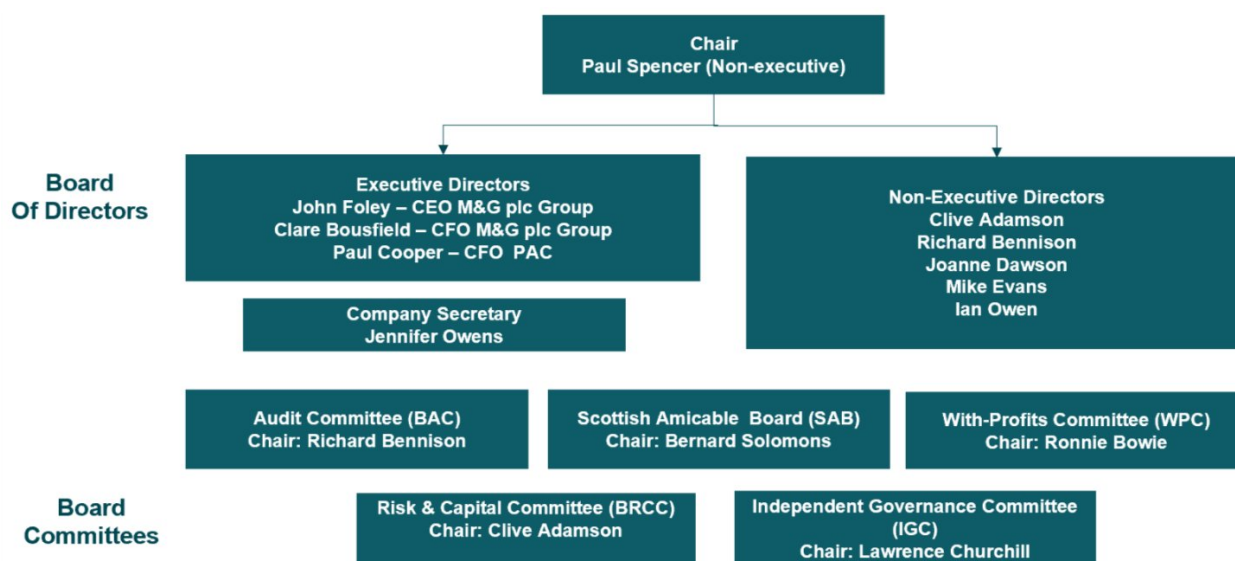 Chair
Paul Spencer (Non-executive)
Board
Of Directors
Executive Directors
John Foley – CEO M&G plc Group
Clare Bousfield – CFO M&G plc Group
Paul Cooper – CFO PAC
Non-Executive Directors
Clive Adamson
Richard Bennison
Joanne Dawson
Mike Evans
Ian Owen
Company Secretary
Jennifer Owens
Audit Committee (BAC)
Chair: Richard Bennison
Scottish Amicable Board (SAB)
Chair: Bernard Solomons
With-Profits Committee (WPC)
Chair: Ronnie Bowie
Board
Committees
Risk & Capital Committee (BRCC)
Chair: Clive Adamson
Independent Governance Committee
(IGC)
Chair: Lawrence Churchill